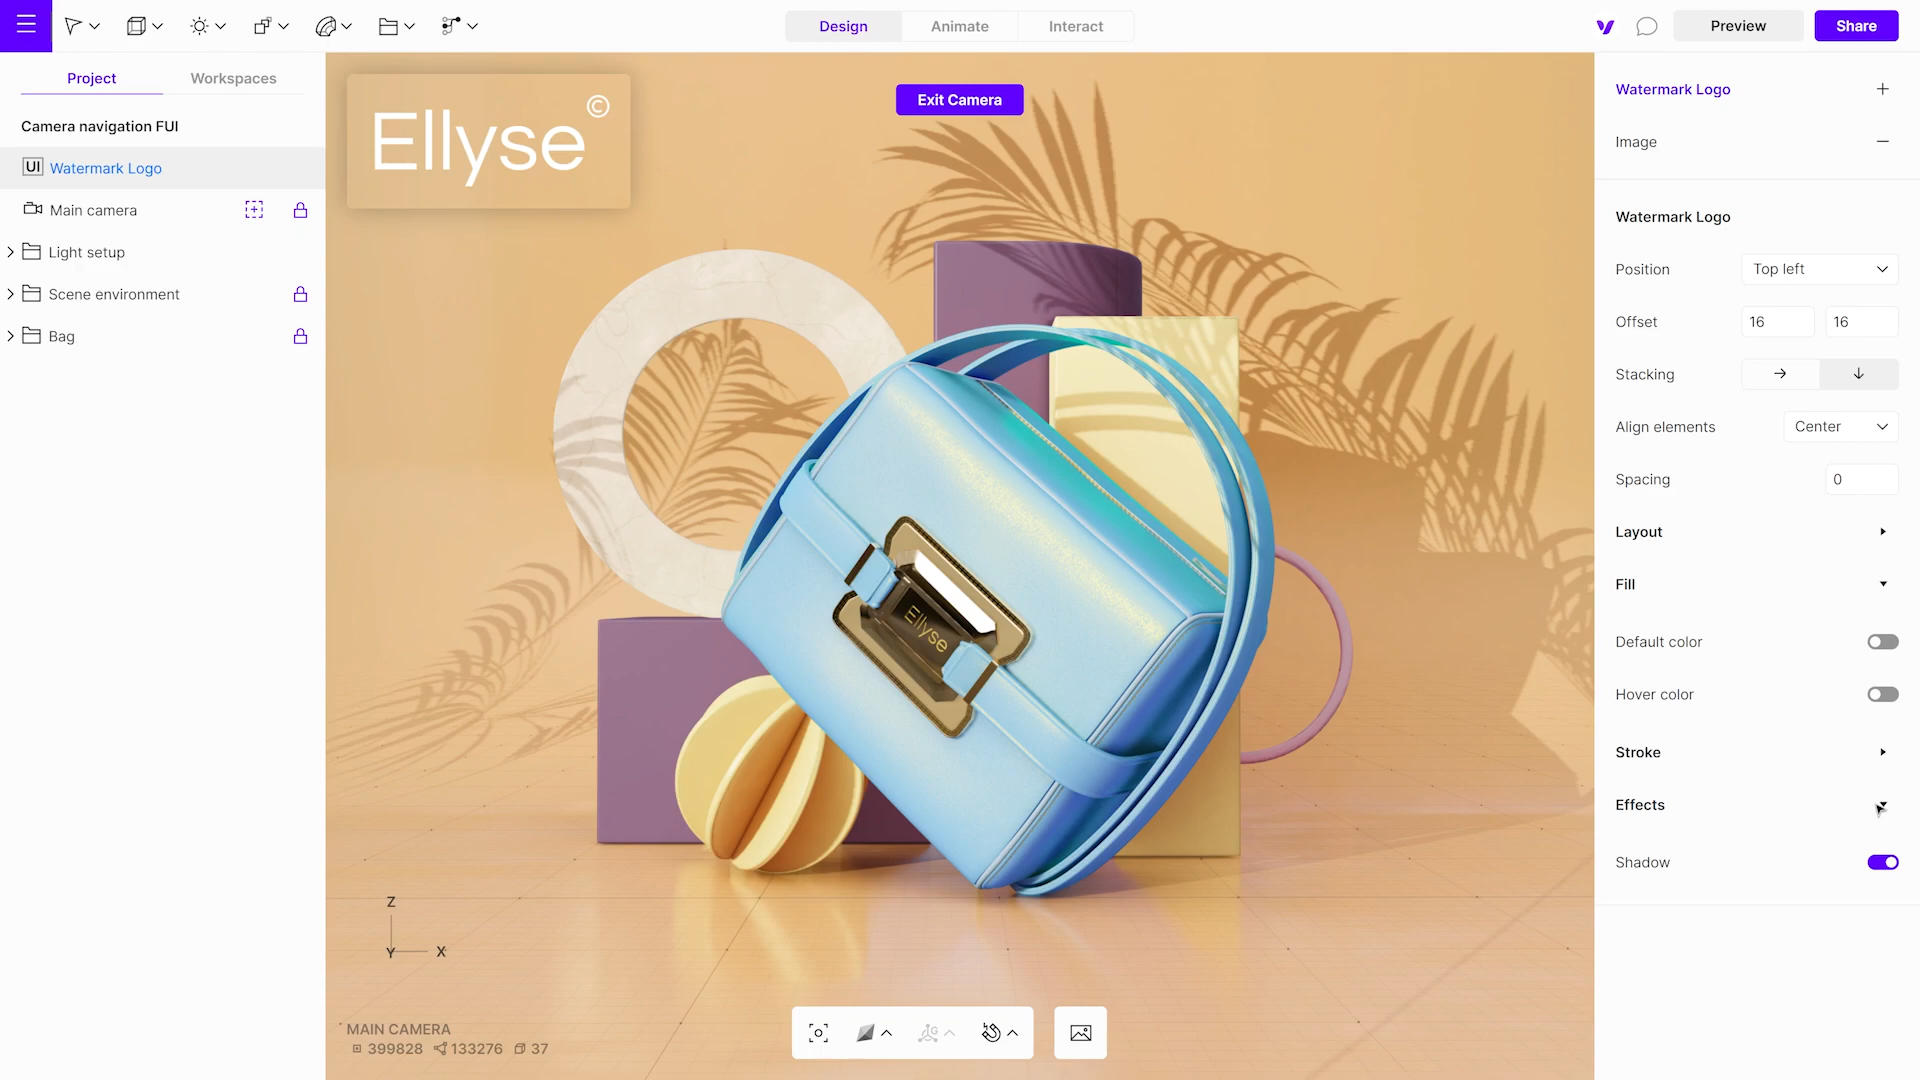 Design
Animate
Interact
Preview
Share
Project
Workspaces
Camera navigation FUI
UI Watermark Logo
Main camera
Light setup
Scene environment
Bag
Ellyse©
Exit Camera
Ellyse
Z
Y
X
MAIN CAMERA
399828 133276 37
Watermark Logo
Image
Watermark Logo
Position Top left
Offset 16 16
Stacking
Align elements Center
Spacing 0
Layout
Fill
Default color
Hover color
Stroke
Effects
Shadow